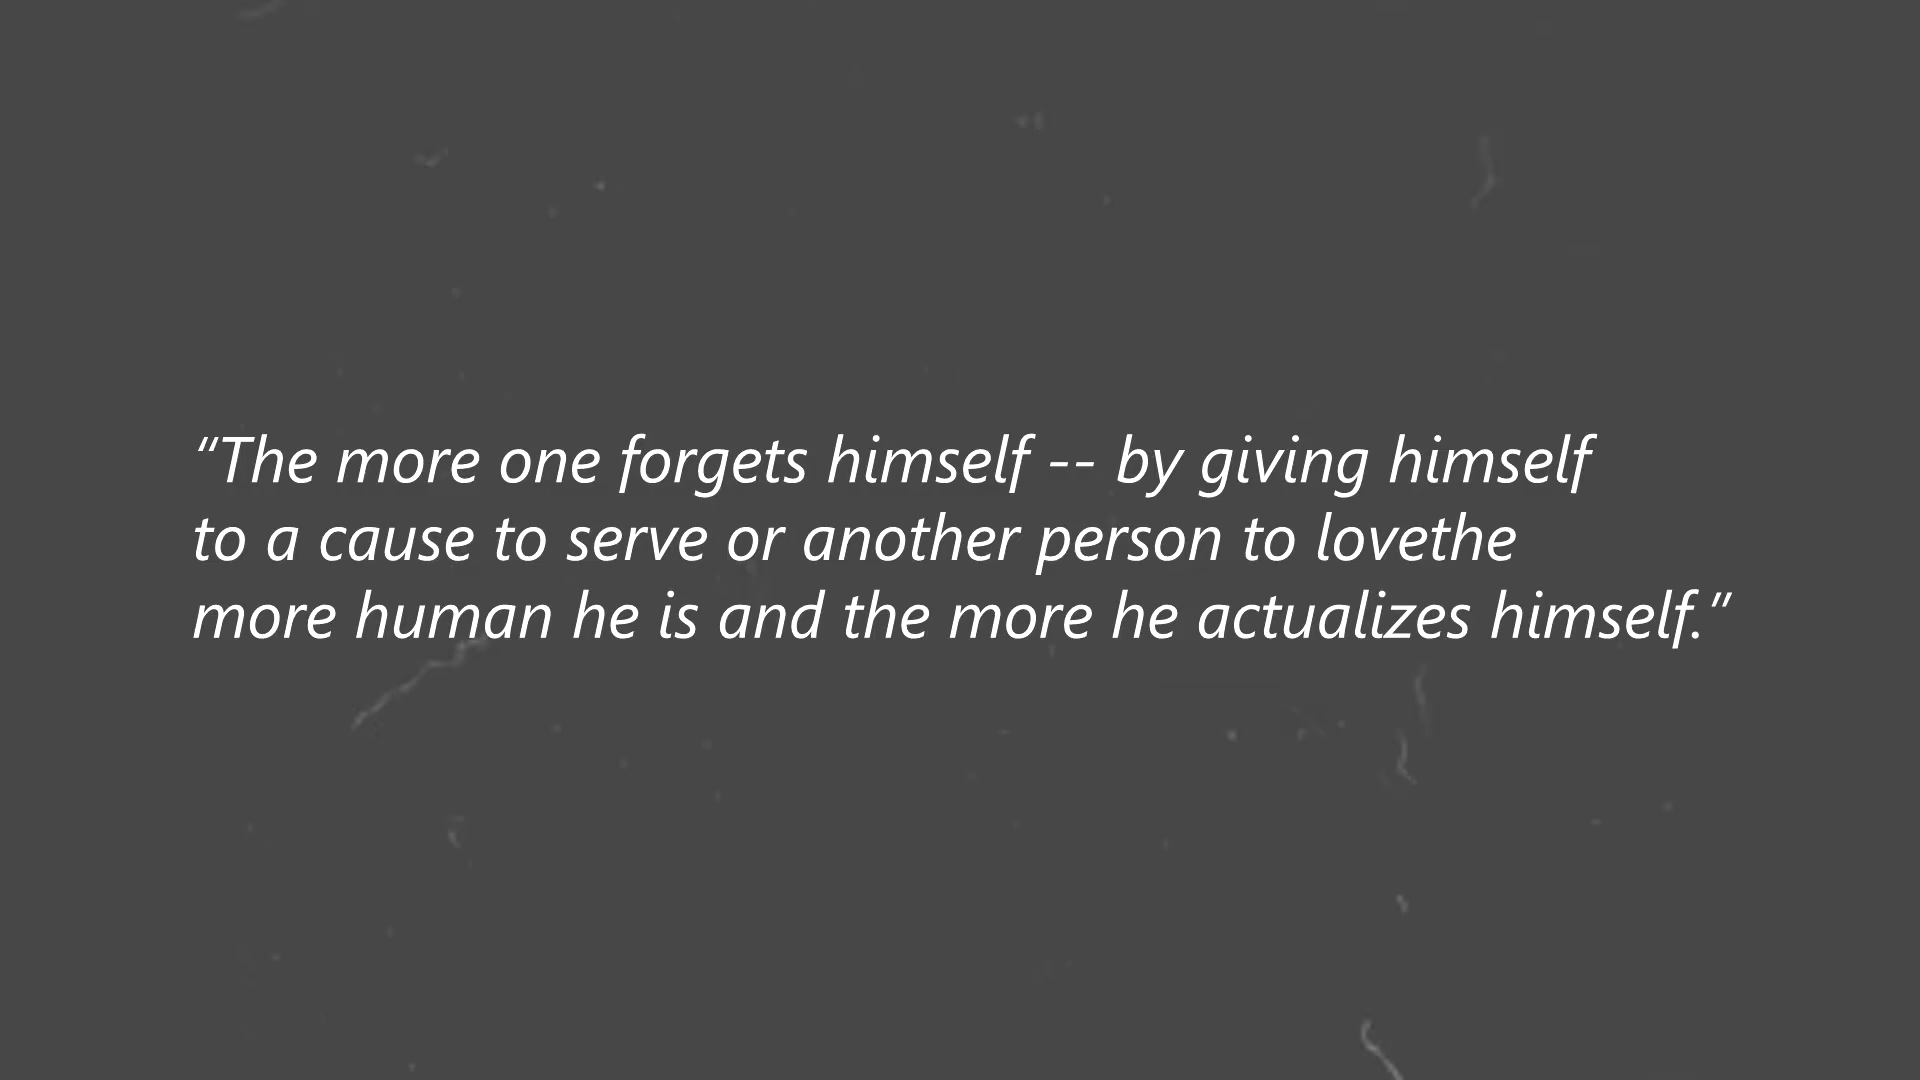 “The more one forgets himself -- by giving himself
to a cause to serve or another person to lovethe
more human he is and the more he actualizes himself.”